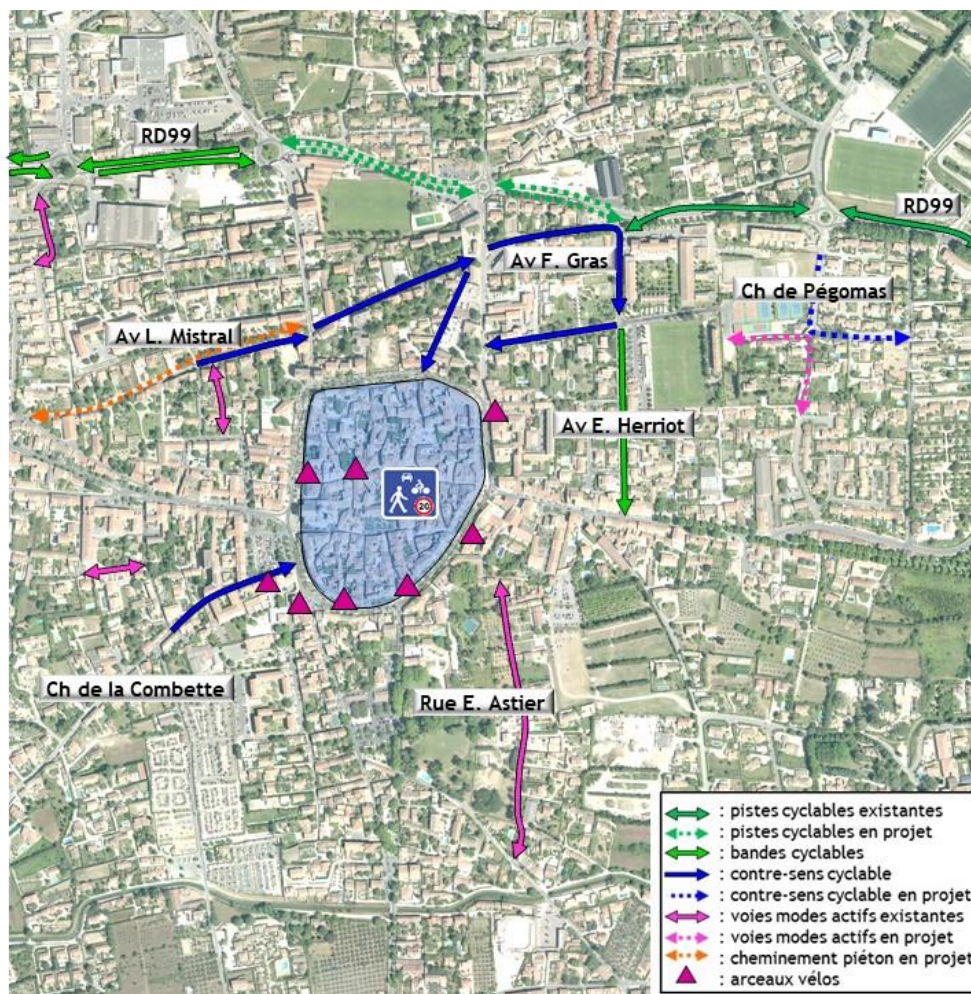 RD99
RD99
Av F. Gras
Ch de Pégomas
Av L. Mistral
Av E. Herriot
20
Ch de la Combette
Rue E. Astier
: pistes cyclables existantes
: pistes cyclables en projet
: bandes cyclables
: contre-sens cyclable
: contre-sens cyclable en projet
: voies modes actifs existantes
: voies modes actifs en projet
: cheminement piéton en projet
: arceaux vélos